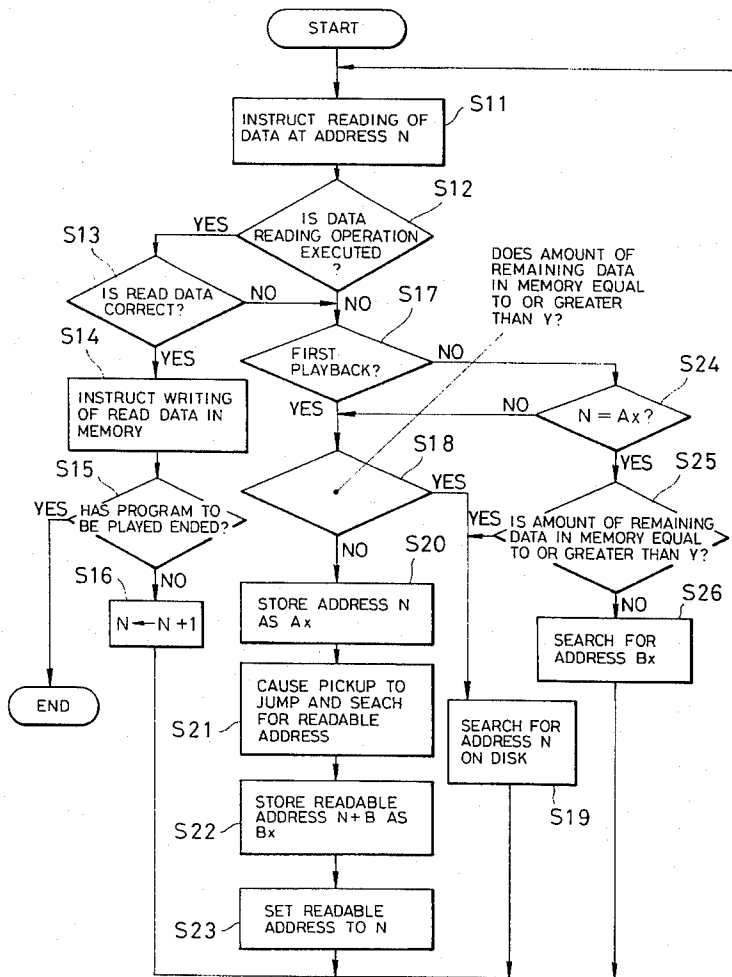 START
S11
INSTRUCT READING OF
DATA AT ADDRESS N
S12
IS DATA
READING OPERATION
EXECUTED
?
YES
NO
S13
IS READ DATA
CORRECT?
NO
YES
DOES AMOUNT OF
REMAINING DATA
IN MEMORY EQUAL
TO OR GREATER
THAN Y?
S17
FIRST
PLAYBACK?
NO
YES
S14
INSTRUCT WRITING
OF READ DATA IN
MEMORY
S24
N = Ax?
NO
YES
S15
HAS PROGRAM TO
BE PLAYED ENDED?
YES
NO
S18
YES
NO
S25
IS AMOUNT OF REMAINING
DATA IN MEMORY EQUAL
TO OR GREATER THAN Y?
YES
NO
S16
N ← N +1
END
S20
STORE ADDRESS N
AS Ax
S26
SEARCH FOR
ADDRESS Bx
S21
CAUSE PICKUP TO
JUMP AND SEACH
FOR READABLE
ADDRESS
SEARCH FOR
ADDRESS N
ON DISK
S19
S22
STORE READABLE
ADDRESS N+B AS
Bx
S23
SET READABLE
ADDRESS TO N